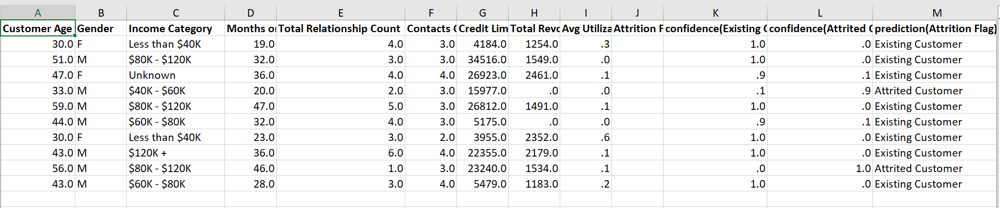 A B C D E F G H I J K L M
Customer Age Gender Income Category Months o Total Relationship Count Contacts Credit Lim Total Revo Avg Utiliza Attrition F confidence(Existing confidence(Attrited prediction(Attrition Flag)
30.0 F Less than $40K 19.0 4.0 3.0 4184.0 1254.0 .3 1.0 .0 Existing Customer
51.0 M $80K - $120K 32.0 3.0 3.0 34516.0 1549.0 .0 1.0 .0 Existing Customer
47.0 F Unknown 36.0 4.0 4.0 26923.0 2461.0 .1 .9 .1 Existing Customer
33.0 M $40K - $60K 20.0 2.0 3.0 15977.0 .0 .0 .1 .9 Attrited Customer
59.0 M $80K - $120K 47.0 5.0 3.0 26812.0 1491.0 .1 1.0 .0 Existing Customer
44.0 M $60K - $80K 32.0 4.0 3.0 5175.0 .0 .0 .9 .1 Existing Customer
30.0 F Less than $40K 23.0 3.0 2.0 3955.0 2352.0 .6 1.0 .0 Existing Customer
43.0 M $120K + 36.0 6.0 4.0 22355.0 2179.0 .1 1.0 .0 Existing Customer
56.0 M $80K - $120K 46.0 1.0 3.0 23240.0 1534.0 .1 .0 1.0 Attrited Customer
43.0 M $60K - $80K 28.0 3.0 4.0 5479.0 1183.0 .2 1.0 .0 Existing Customer